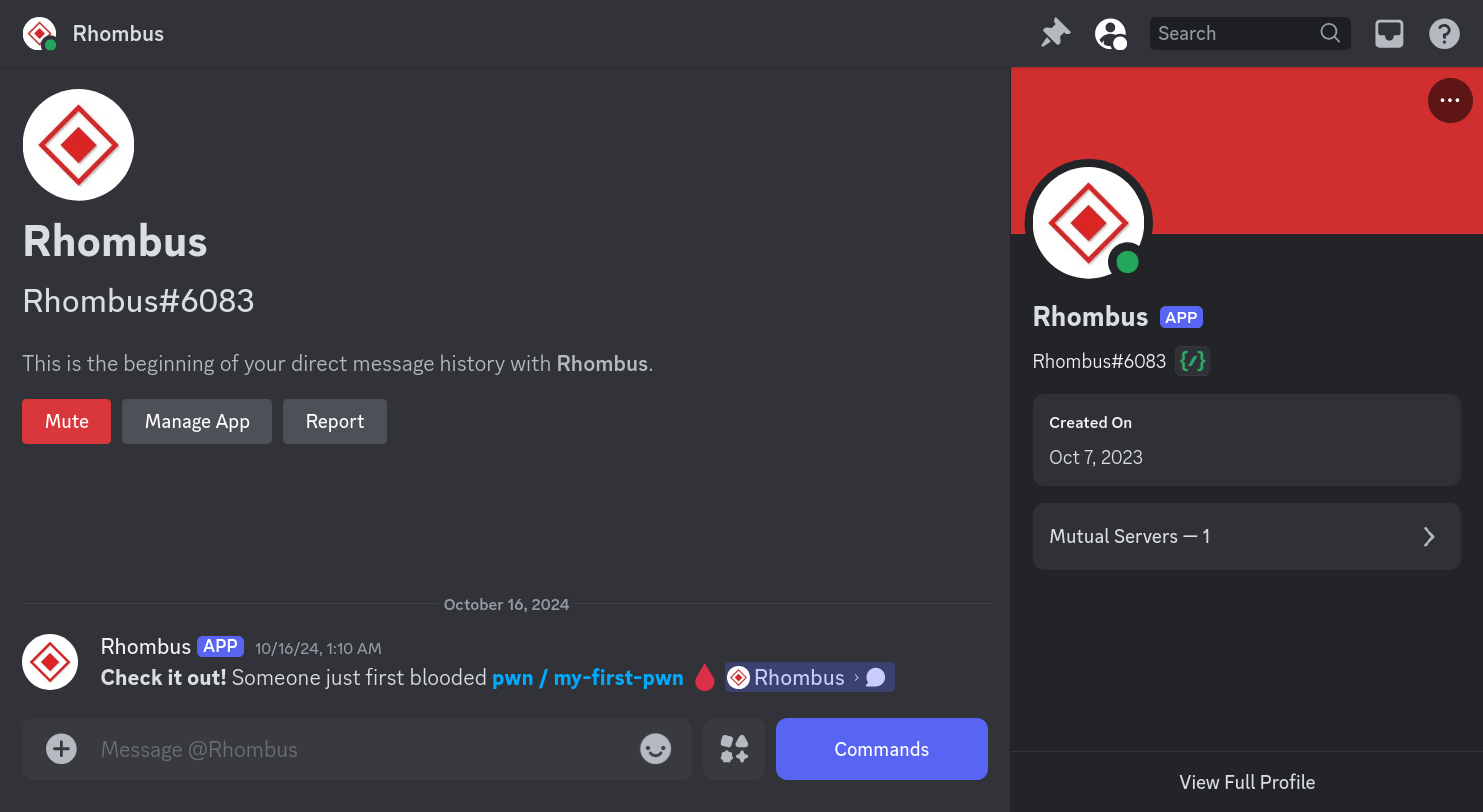 Rhombus
Search
Rhombus
Rhombus#6083
This is the beginning of your direct message history with Rhombus.
Mute Manage App Report
October 16, 2024
Rhombus APP 10/16/24, 1:10 AM
Check it out! Someone just first blooded pwn / my-first-pwn 🩸 Rhombus ›
Message @Rhombus
Commands
Rhombus APP
Rhombus#6083 {/}
Created On
Oct 7, 2023
Mutual Servers — 1
View Full Profile